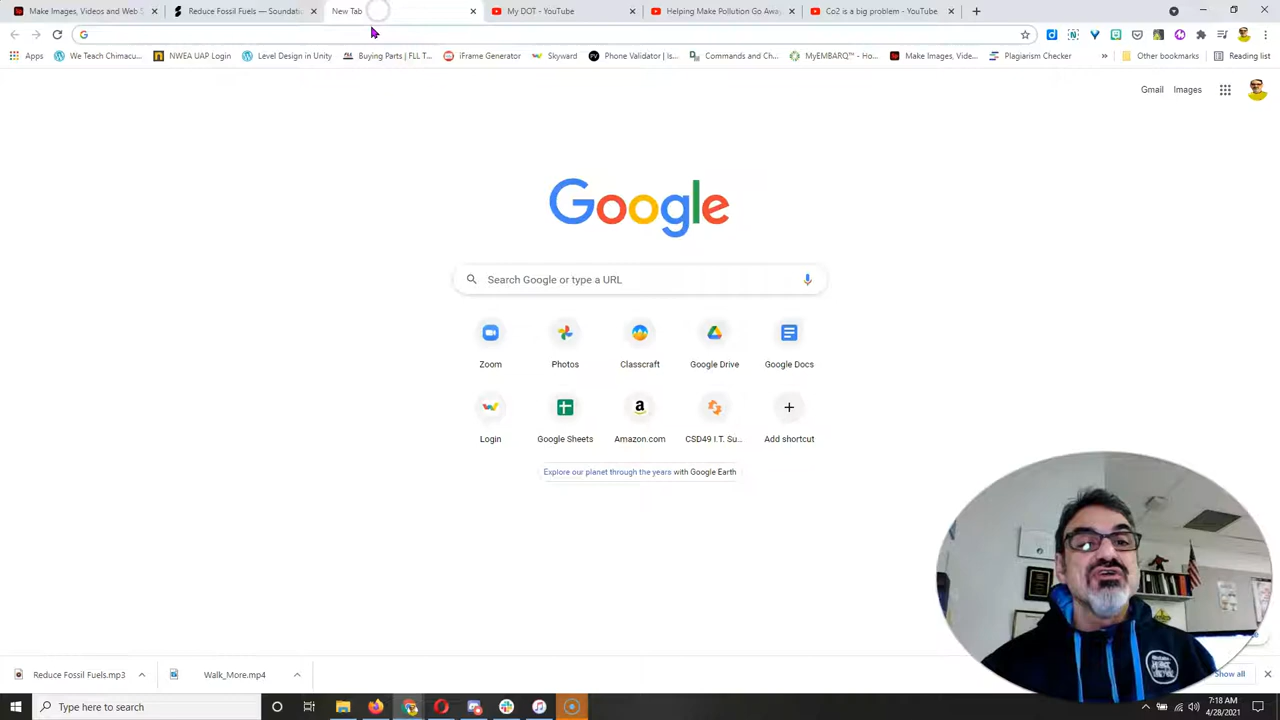 Make Images, Videos and Web S
Reduce Fossil Fuels — Soundatio
New Tab
My DOT - YouTube
Helping Make Pollution Go Awa
Co2 is a big problem - YouTube
Apps
We Teach Chimacu...
NWEA UAP Login
Level Design in Unity
Buying Parts | FLL T...
iFrame Generator
Skyward
Phone Validator | Is...
Commands and Ch...
MyEMBARQ™ - Ho...
Make Images, Vide...
Plagiarism Checker
»
Other bookmarks
Reading list
Gmail
Images
Google
Search Google or type a URL
Zoom
Photos
Classcraft
Google Drive
Google Docs
Login
Google Sheets
Amazon.com
CSD49 I.T. Su...
Add shortcut
Explore our planet through the years with Google Earth
Reduce Fossil Fuels.mp3
Walk_More.mp4
Show all
Type here to search
7:18 AM
4/28/2021